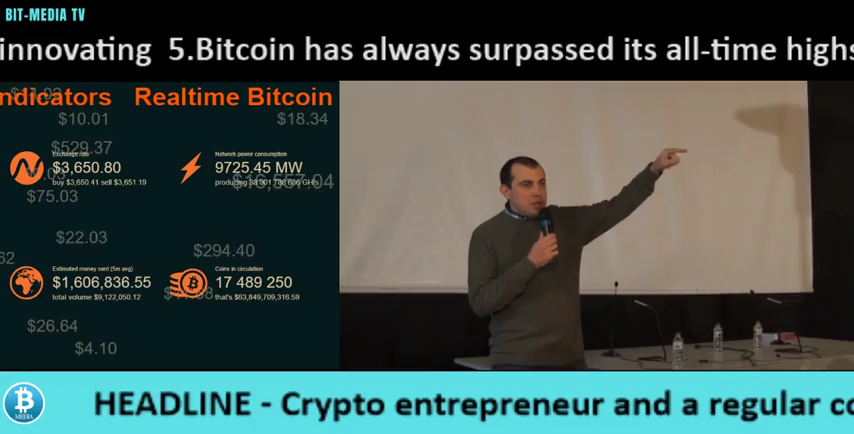 BIT-MEDIA TV
innovating 5.Bitcoin has always surpassed its all-time highs
ndicators Realtime Bitcoin
$10.01
$18.34
$529.37
Exchange rate
$3,650.80
buy $3,650.41 sell $3,651.19
Network power consumption
9725.45 MW
$75.03
$22.03
62
$294.40
Estimated money sent (5m avg)
$1,606,836.55
total volume $9,122,050.12
Coins in circulation
17 489 250
that's $63,849,709,316.59
$26.64
$4.10
MEDIA
HEADLINE - Crypto entrepreneur and a regular co